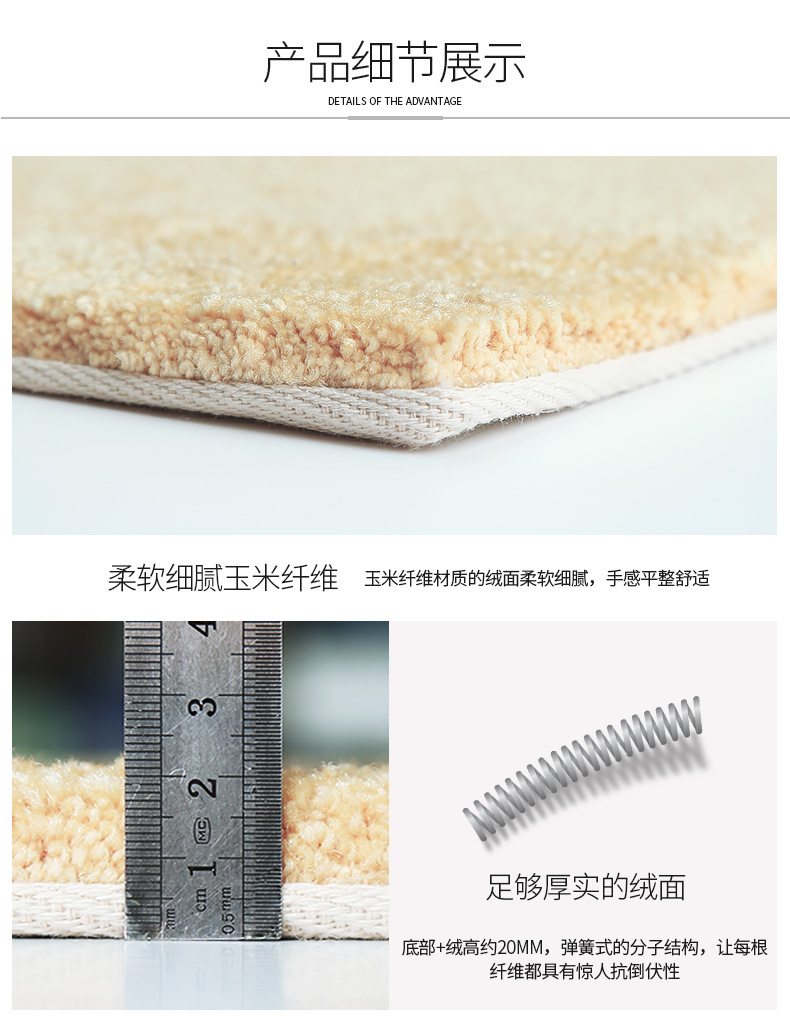 产品细节展示
DETAILS OF THE ADVANTAGE
柔软细腻玉米纤维
玉米纤维材质的绒面柔软细腻，手感平整舒适
4
3
2
MC
1
cm
0.5mm
足够厚实的绒面
底部+绒高约20MM，弹簧式的分子结构，让每根
纤维都具有惊人抗倒伏性